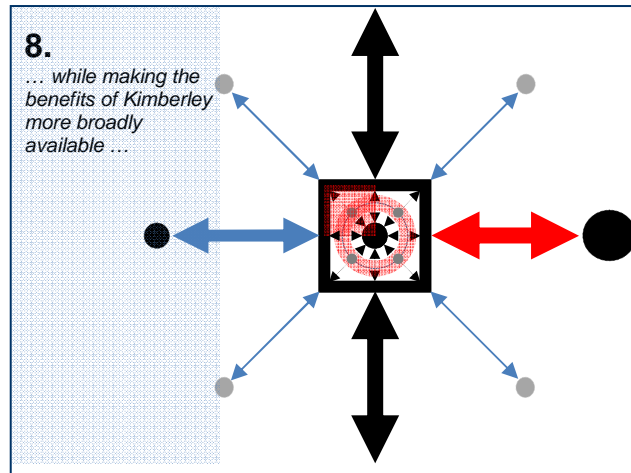 8.
… while making the
benefits of Kimberley
more broadly
available …